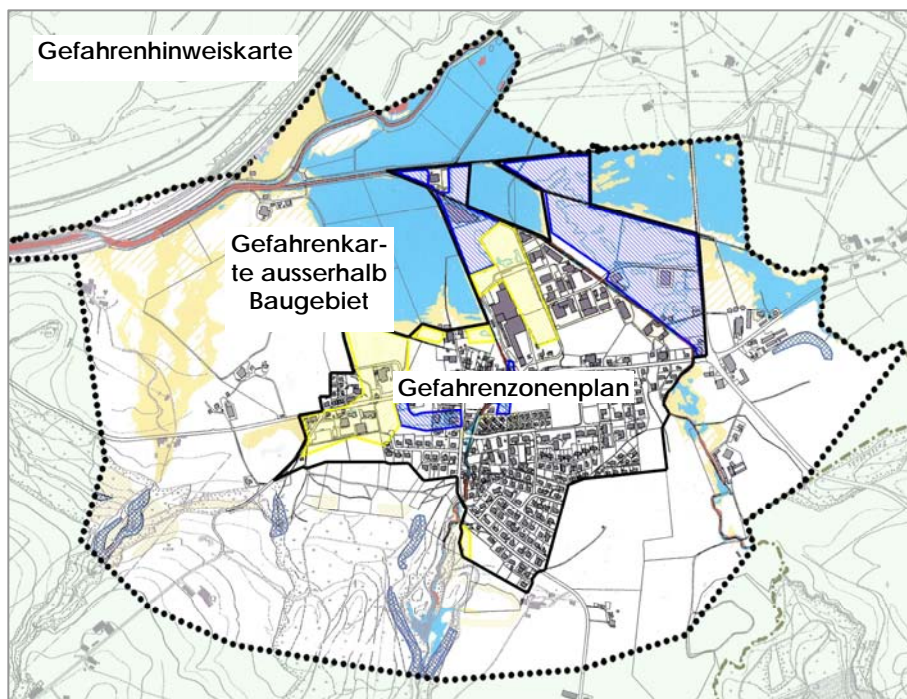 Gefahrenhinweiskarte
Gefahrenkar-
te ausserhalb
Baugebiet
Gefahrenzonenplan